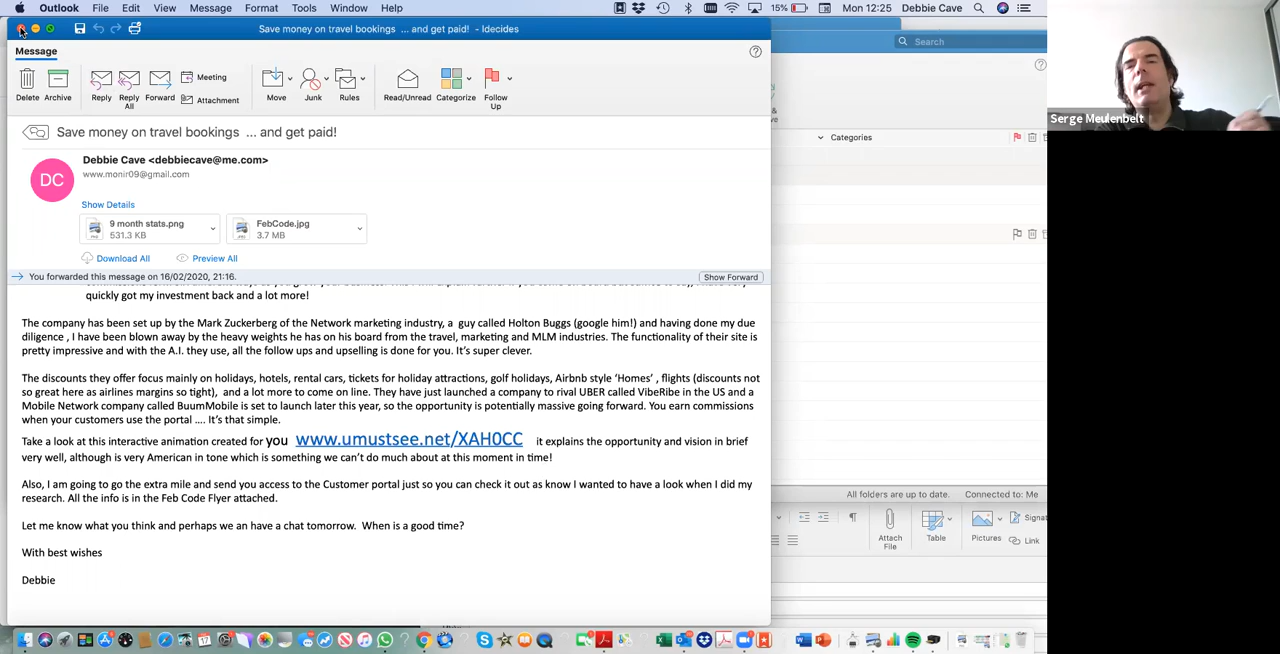 Outlook File Edit View Message Format Tools Window Help 15% Mon 12:25 Debbie Cave
Save money on travel bookings ... and get paid! - Idecides
Search
Message
Delete Archive Reply Reply All Forward Meeting Attachment Move Junk Rules Read/Unread Categorize Follow Up
Save money on travel bookings ... and get paid!
Categories
Debbie Cave <debbiecave@me.com>
DC
www.monir09@gmail.com
Show Details
9 month stats.png
531.3 KB
FebCode.jpg
3.7 MB
Download All Preview All
You forwarded this message on 16/02/2020, 21:16. Show Forward
quickly got my investment back and a lot more!
The company has been set up by the Mark Zuckerberg of the Network marketing industry, a guy called Holton Buggs (google him!) and having done my due
diligence , I have been blown away by the heavy weights he has on his board from the travel, marketing and MLM industries. The functionality of their site is
pretty impressive and with the A.I. they use, all the follow ups and upselling is done for you. It's super clever.
The discounts they offer focus mainly on holidays, hotels, rental cars, tickets for holiday attractions, golf holidays, Airbnb style 'Homes' , flights (discounts not
so great here as airlines margins so tight), and a lot more to come on line. They have just launched a company to rival UBER called VibeRibe in the US and a
Mobile Network company called BuumMobile is set to launch later this year, so the opportunity is potentially massive going forward. You earn commissions
when your customers use the portal .... It's that simple.
Take a look at this interactive animation created for you www.umustsee.net/XAH0CC it explains the opportunity and vision in brief
very well, although is very American in tone which is something we can't do much about at this moment in time!
Also, I am going to go the extra mile and send you access to the Customer portal just so you can check it out as know I wanted to have a look when I did my
research. All the info is in the Feb Code Flyer attached.
Let me know what you think and perhaps we an have a chat tomorrow. When is a good time?
With best wishes
Debbie
All folders are up to date. Connected to: Me
Attach File Table Pictures Signat
Link
Serge Meulenbelt